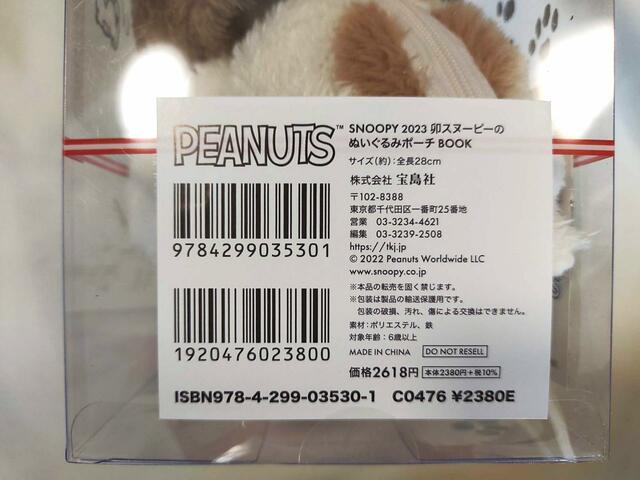 PEANUTS™
SNOOPY 2023 卯スヌーピーの
ぬいぐるみポーチ BOOK
サイズ(約):全長28cm
株式会社 宝島社
〒102-8388
東京都千代田区一番町25番地
営業 03-3234-4621
編集 03-3239-2508
https://tkj.jp
© 2022 Peanuts Worldwide LLC
www.snoopy.co.jp
※本品の転売を固く禁じます。
※包装は製品の輸送保護用です。
包装の破損、汚れ、傷による交換はできません。
素材:ポリエステル、鉄
対象年齢:6歳以上
MADE IN CHINA DO NOT RESELL
価格2618円 本体2380円+税10%
9784299035301
1920476023800
ISBN978-4-299-03530-1 C0476 ¥2380E